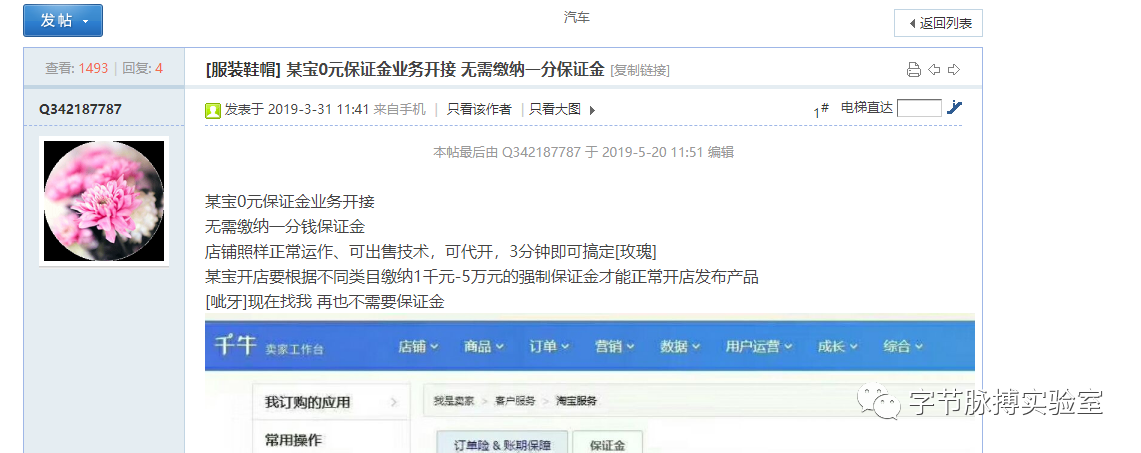 发帖
汽车
返回列表
查看: 1493 | 回复: 4
[服装鞋帽] 某宝0元保证金业务开接 无需缴纳一分保证金 [复制链接]
Q342187787
发表于 2019-3-31 11:41 来自手机 | 只看该作者 | 只看大图
1# 电梯直达
本帖最后由 Q342187787 于 2019-5-20 11:51 编辑
某宝0元保证金业务开接
无需缴纳一分钱保证金
店铺照样正常运作、可出售技术，可代开，3分钟即可搞定[玫瑰]
某宝开店要根据不同类目缴纳1千元-5万元的强制保证金才能正常开店发布产品
[呲牙]现在找我 再也不需要保证金
千牛 卖家工作台 店铺 商品 订单 营销 数据 用户运营 成长 综合
我订购的应用
我是卖家 > 客户服务 > 淘宝服务
字节脉搏实验室
常用操作
订单险 & 账期保障 保证金